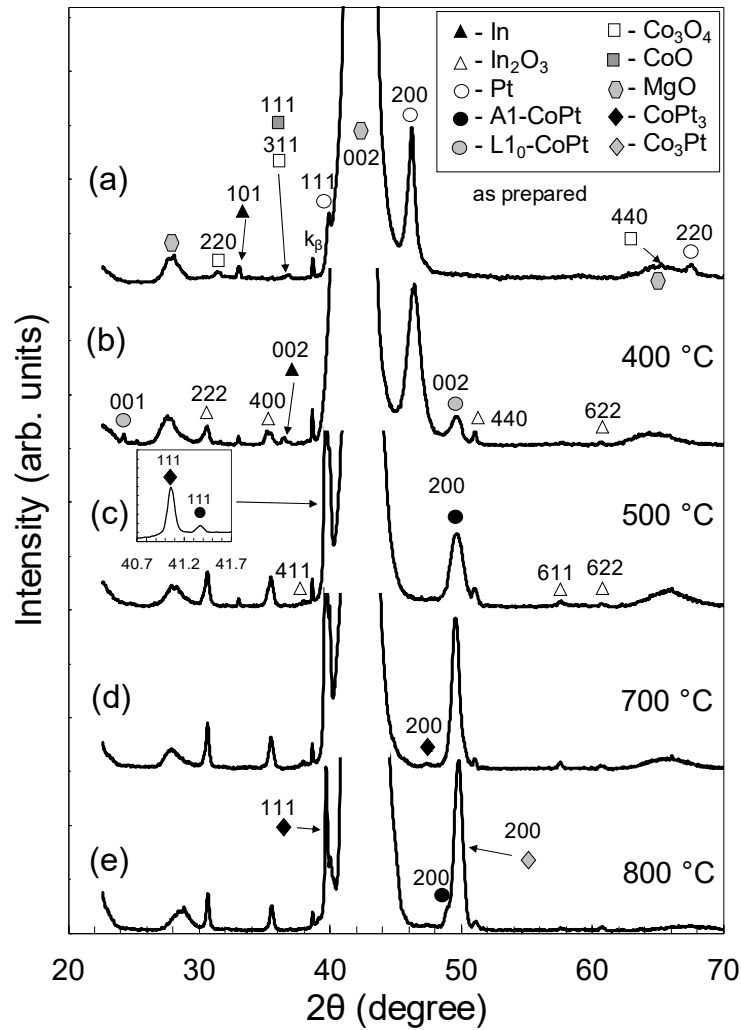 - In
- In₂O₃
- Pt
- A1-CoPt
- L1₀-CoPt
- Co₃O₄
- CoO
- MgO
- CoPt₃
- Co₃Pt
as prepared
(a)
220
101
111
311
kβ
111
002
200
440
220
(b)
400 °C
001
222
400
002
002
440
622
(c)
500 °C
111
111
40.7 41.2 41.7
411
200
611
622
(d)
700 °C
200
(e)
800 °C
111
200
200
Intensity (arb. units)
20 30 40 50 60 70
2θ (degree)